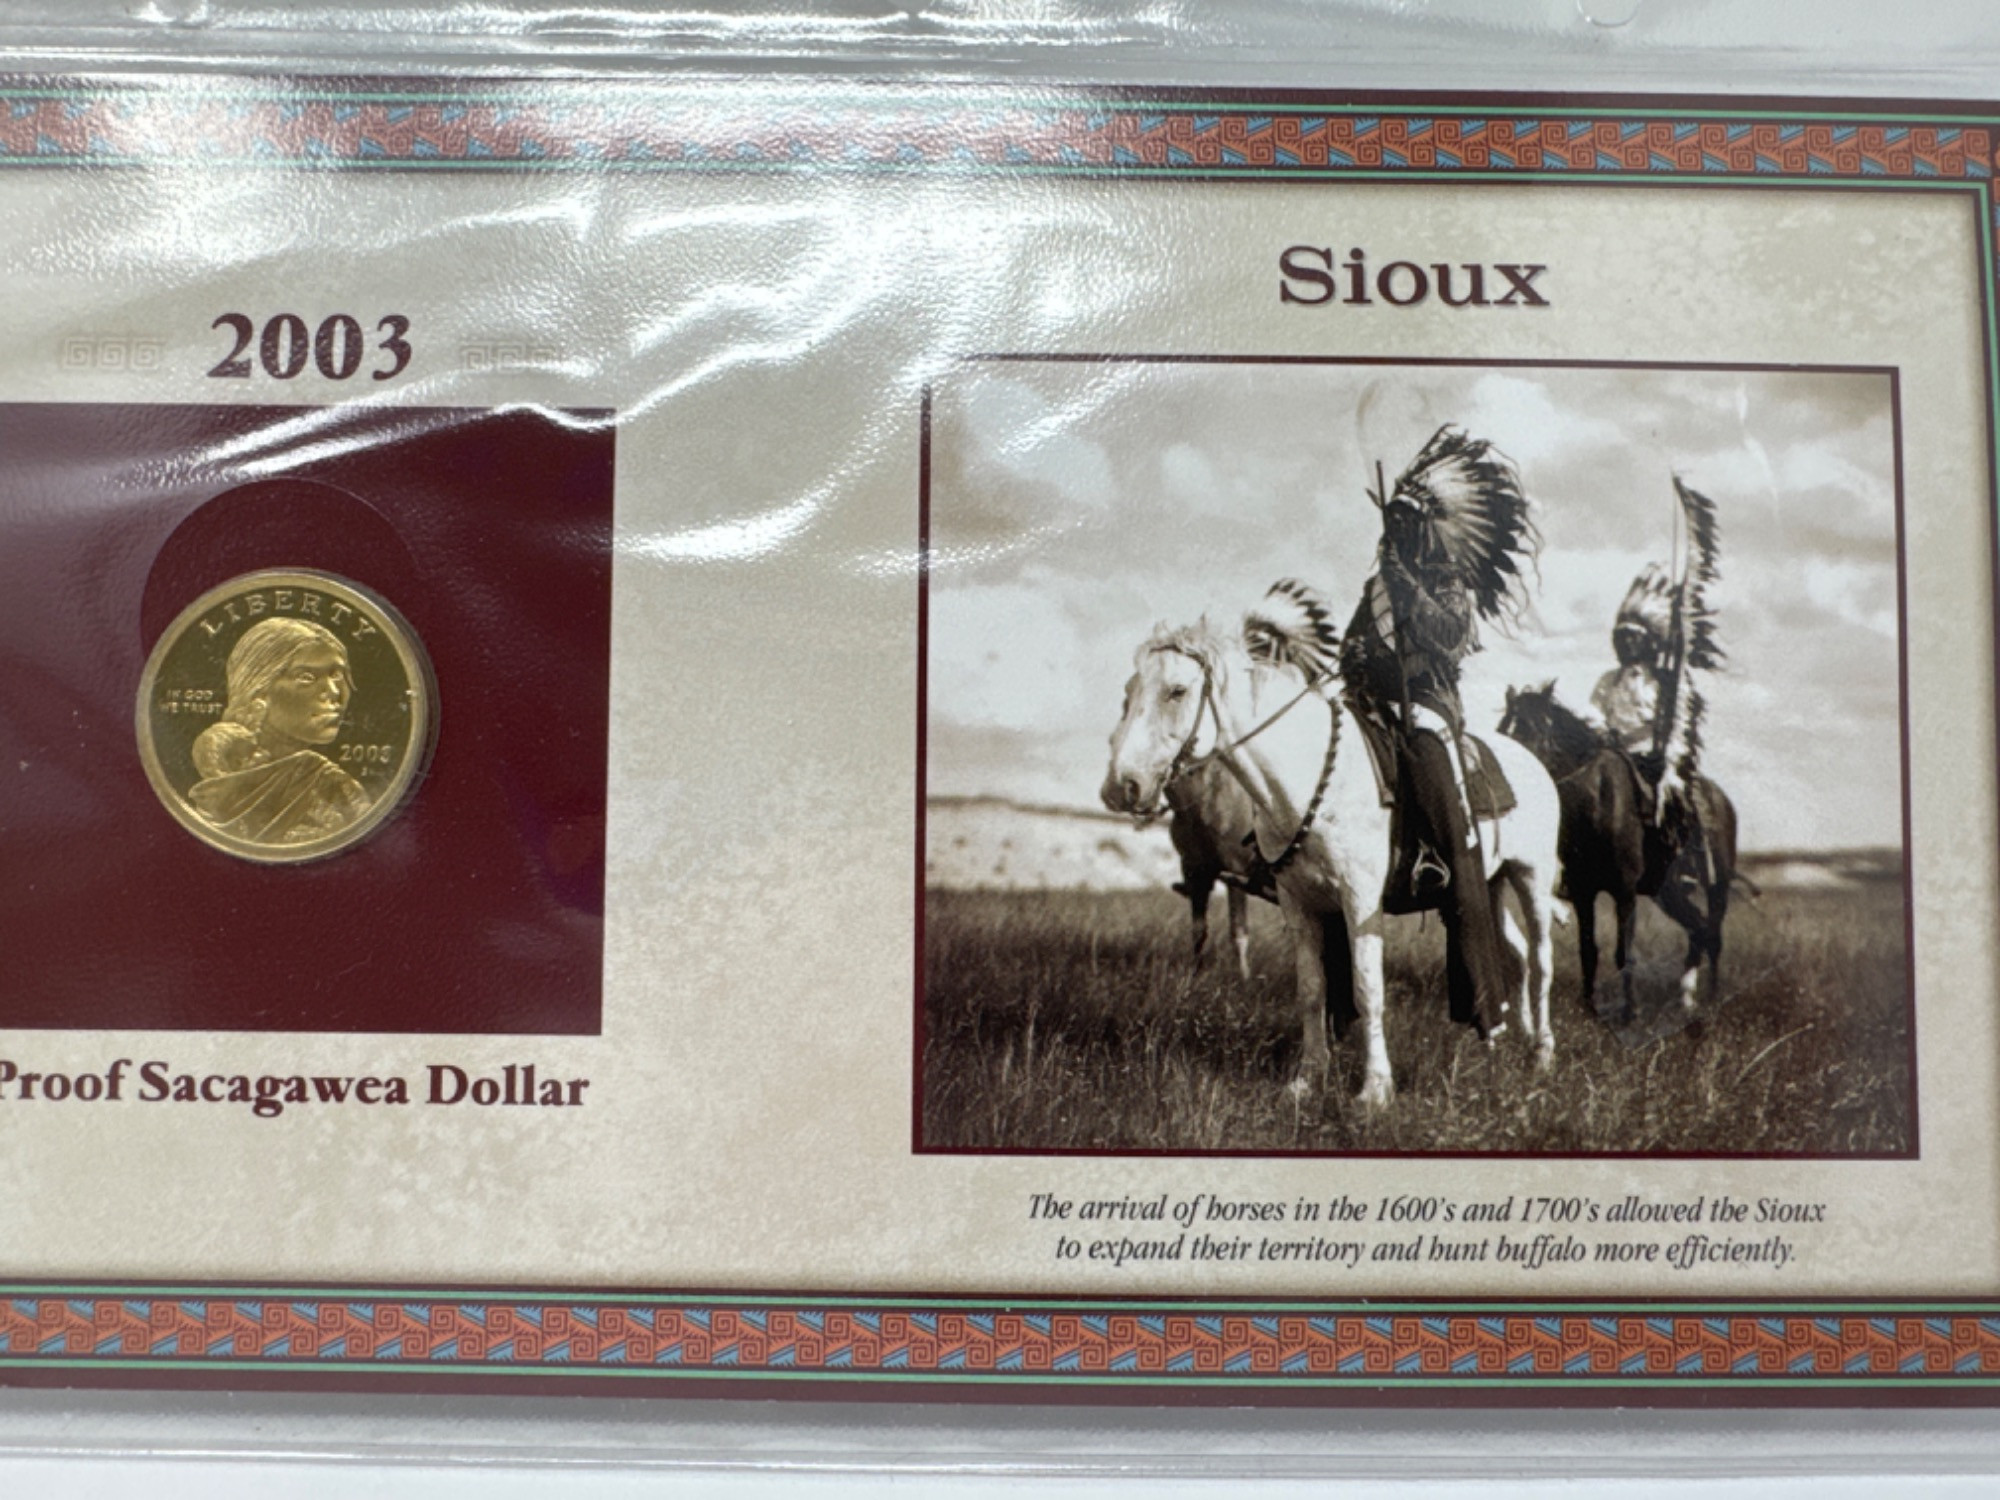 2003
Sioux
LIBERTY
IN GOD
WE TRUST
2003
S
Proof Sacagawea Dollar
The arrival of horses in the 1600's and 1700's allowed the Sioux
to expand their territory and hunt buffalo more efficiently.